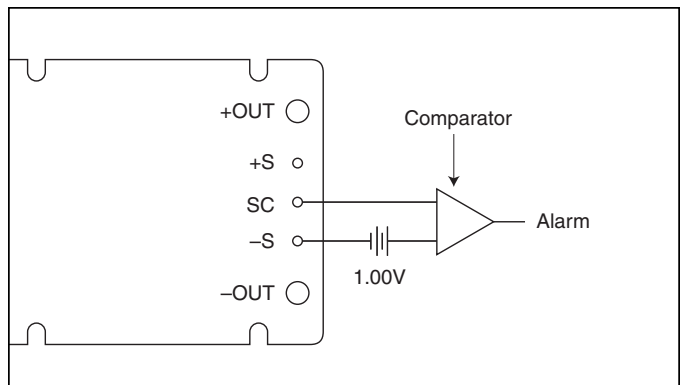 +OUT
Comparator
+S
SC
Alarm
–S
1.00V
–OUT